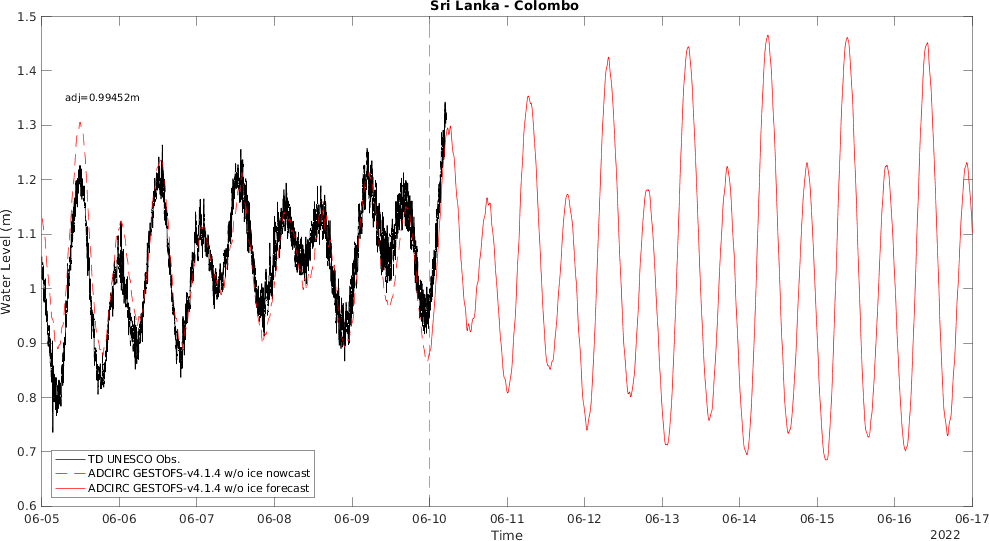 Sri Lanka - Colombo
1.5
1.4
1.3
1.2
1.1
1
0.9
0.8
0.7
0.6
Water Level (m)
adj=0.99452m
TD UNESCO Obs.
ADCIRC GESTOFS-v4.1.4 w/o ice nowcast
ADCIRC GESTOFS-v4.1.4 w/o ice forecast
06-05 06-06 06-07 06-08 06-09 06-10 06-11 06-12 06-13 06-14 06-15 06-16 06-17
Time
2022